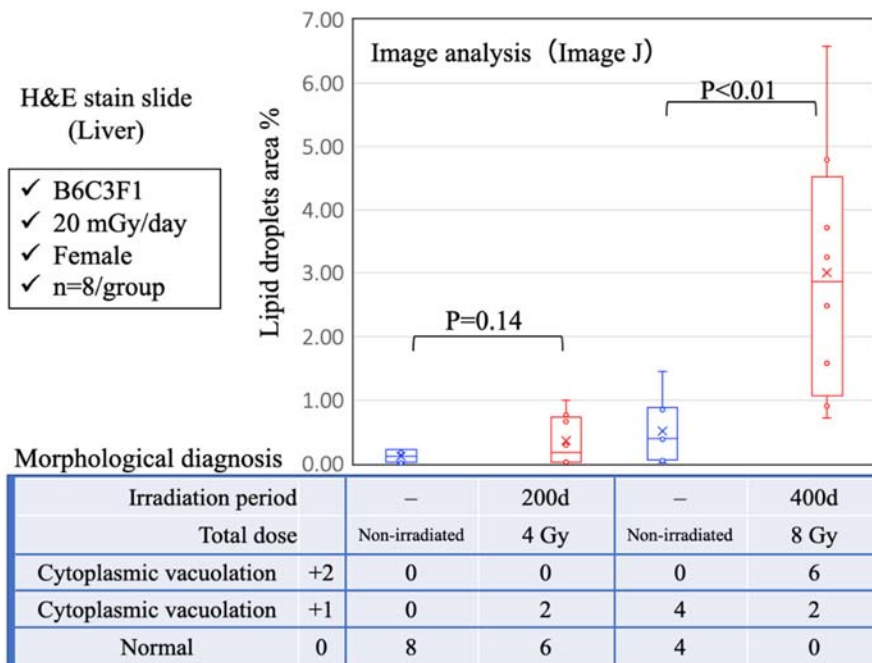 Image analysis（Image J）
P<0.01
P=0.14
Lipid droplets area %
7.00
6.00
5.00
4.00
3.00
2.00
1.00
0.00
H&E stain slide
(Liver)
✓ B6C3F1
✓ 20 mGy/day
✓ Female
✓ n=8/group
Morphological diagnosis
Irradiation period – 200d – 400d
Total dose Non-irradiated 4 Gy Non-irradiated 8 Gy
Cytoplasmic vacuolation +2 0 0 0 6
Cytoplasmic vacuolation +1 0 2 4 2
Normal 0 8 6 4 0